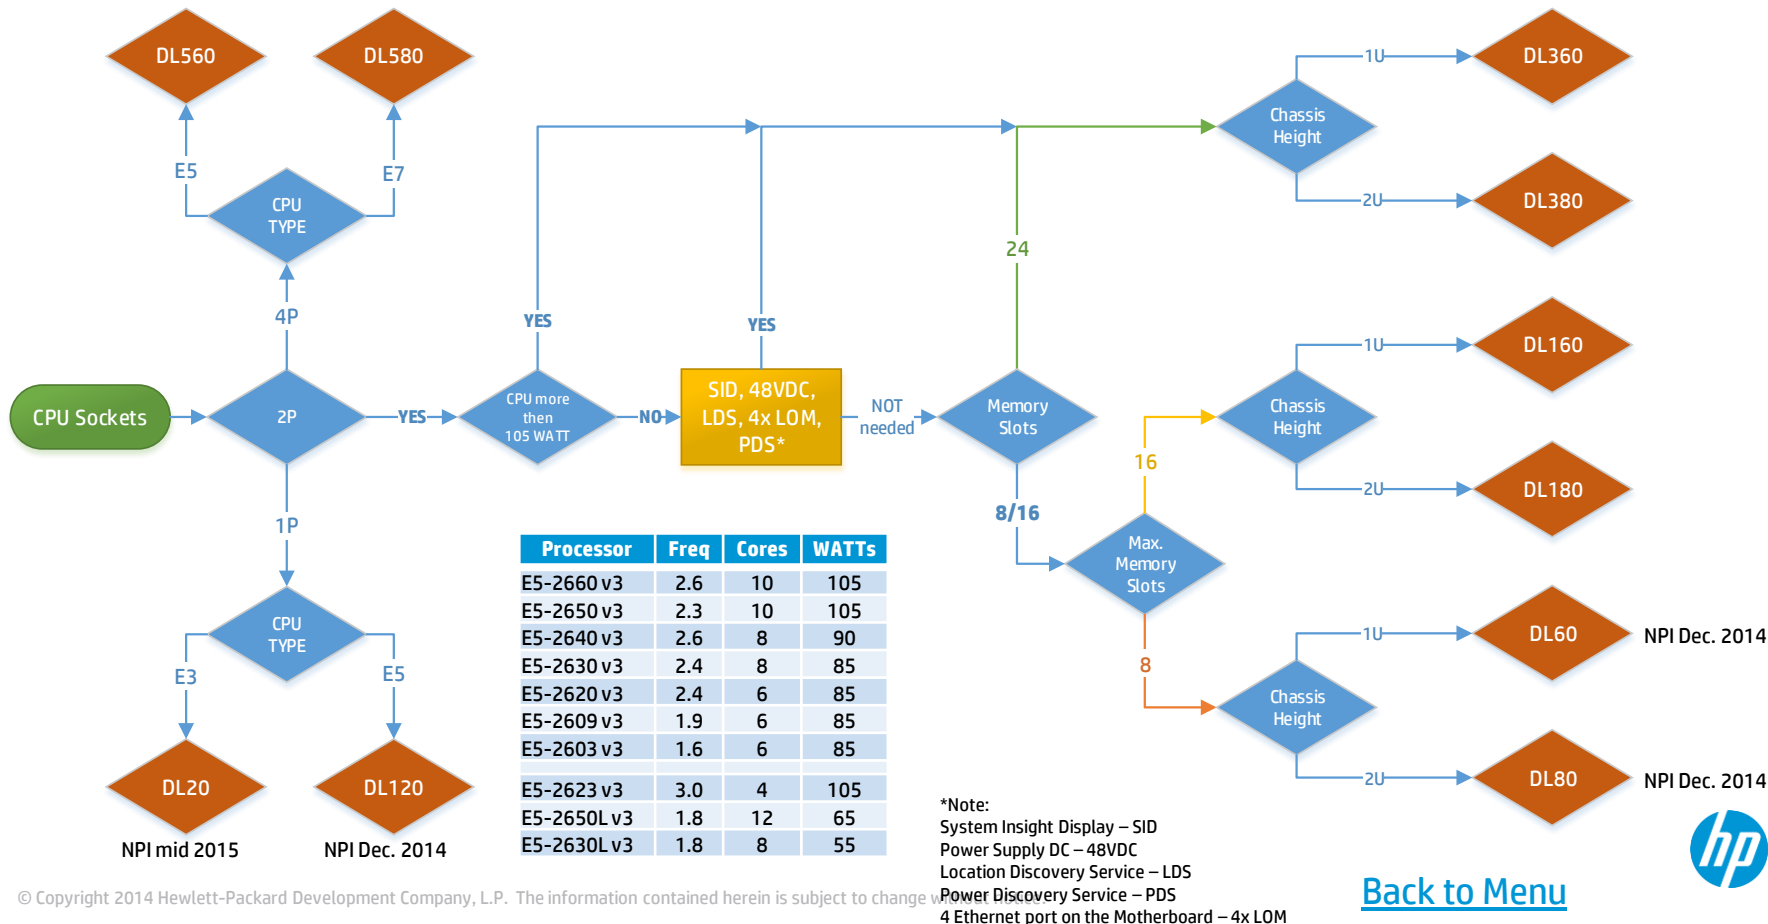 DL560
DL580
1U
DL360
Chassis
Height
E5
E7
CPU
TYPE
2U
DL380
24
4P
YES
YES
1U
DL160
CPU Sockets
2P
YES
CPU more
then
105 WATT
NO
SID, 48VDC,
LDS, 4x LOM,
PDS*
NOT
needed
Memory
Slots
Chassis
Height
16
2U
DL180
1P
8/16
Max.
Memory
Slots
Processor Freq Cores WATTs
E5-2660 v3 2.6 10 105
E5-2650 v3 2.3 10 105
E5-2640 v3 2.6 8 90
E5-2630 v3 2.4 8 85
E5-2620 v3 2.4 6 85
E5-2609 v3 1.9 6 85
E5-2603 v3 1.6 6 85
E5-2623 v3 3.0 4 105
E5-2650L v3 1.8 12 65
E5-2630L v3 1.8 8 55
CPU
TYPE
E3
E5
DL20
DL120
NPI mid 2015
NPI Dec. 2014
1U
DL60
NPI Dec. 2014
8
Chassis
Height
2U
DL80
NPI Dec. 2014
*Note:
System Insight Display – SID
Power Supply DC – 48VDC
Location Discovery Service – LDS
Power Discovery Service – PDS
4 Ethernet port on the Motherboard – 4x LOM
hp
Back to Menu
© Copyright 2014 Hewlett-Packard Development Company, L.P. The information contained herein is subject to change without notice.